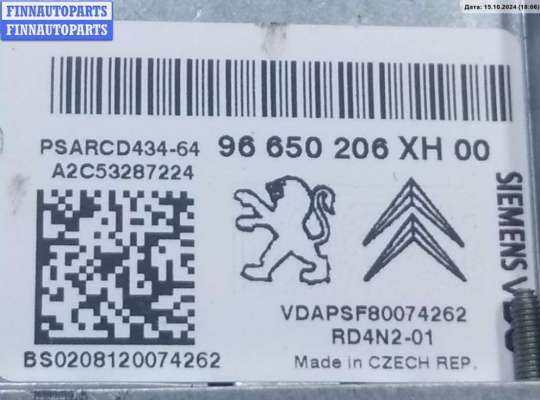 FINNAUTOPARTS
FINNAUTOPARTS
FINNAUTOPARTS
Дата: 15.10.2024 (18:06)
PSARCD434-64
96 650 206 XH 00
A2C53287224
SIEMENS
VDAPSF80074262
RD4N2-01
BS0208120074262
Made in CZECH REP.